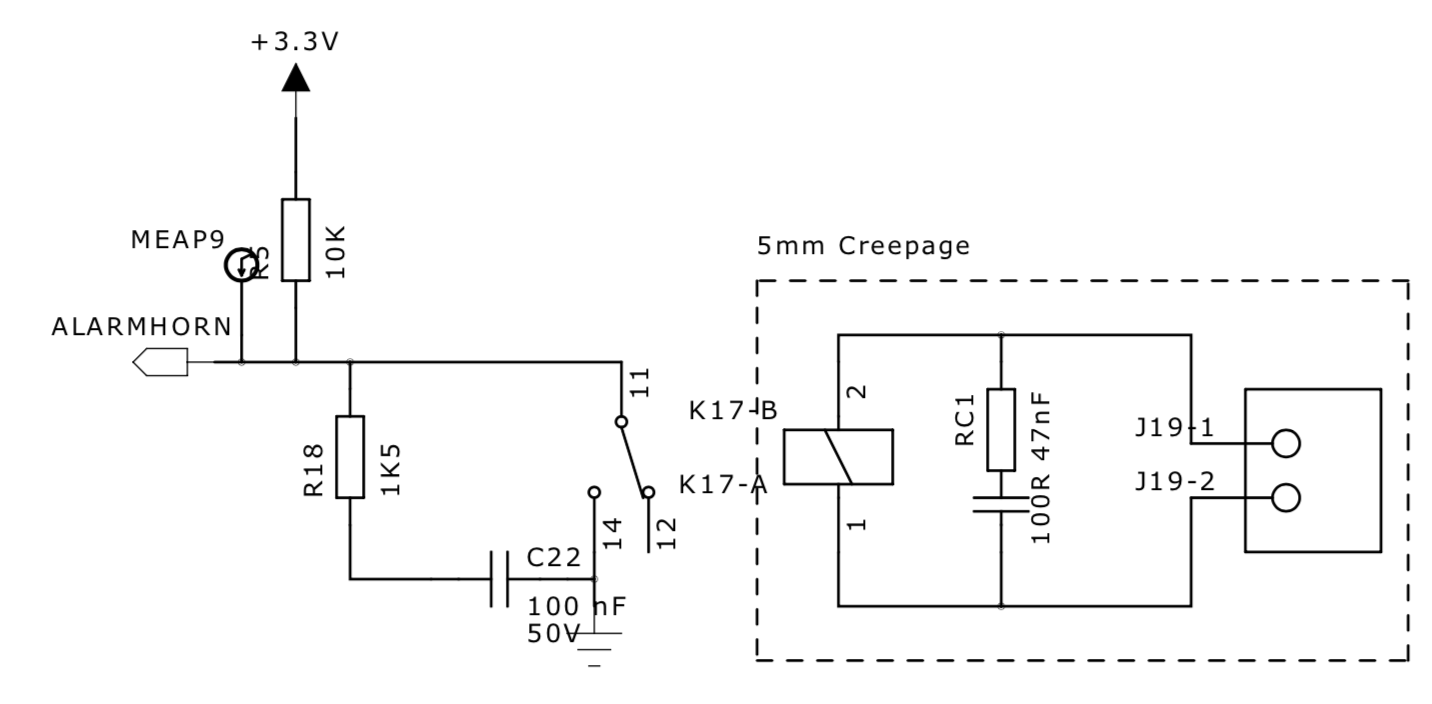 +3.3V
MEAP9
R5
10K
5mm Creepage
ALARMHORN
11
2
K17-B
RC1
100R 47nF
J19-1
R18
1K5
K17-A
J19-2
14
12
1
C22
100 nF
50V